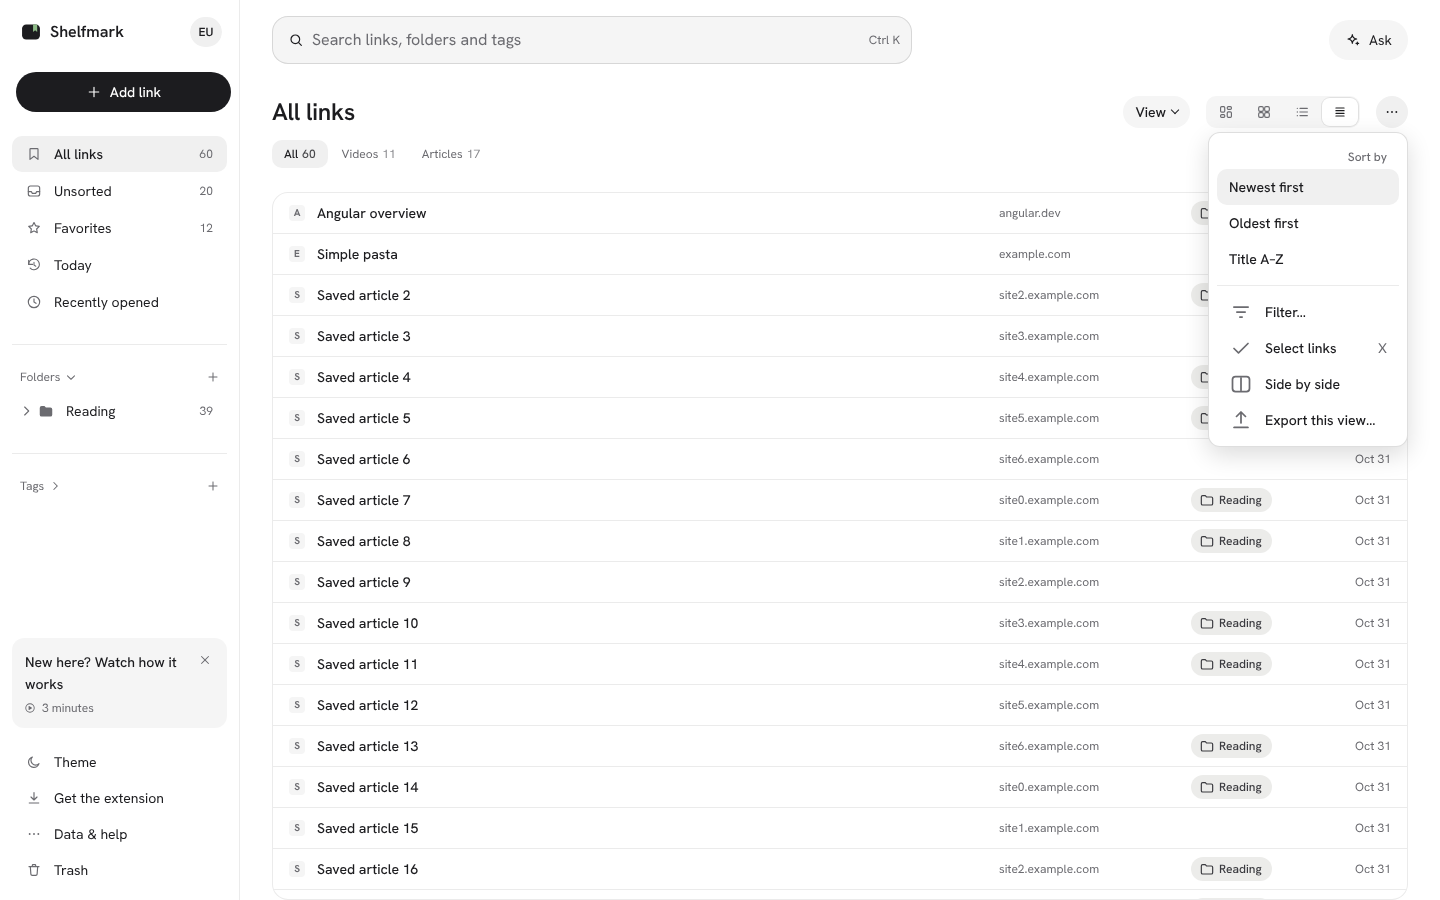 Shelfmark
EU
Add link
All links 60
Unsorted 20
Favorites 12
Today
Recently opened
Folders
Reading 39
Tags
New here? Watch how it
works
3 minutes
Theme
Get the extension
Data & help
Trash
Search links, folders and tags Ctrl K
Ask
All links
View
All 60 Videos 11 Articles 17
Sort by
Newest first
Oldest first
Title A–Z
Filter...
Select links X
Side by side
Export this view...
A Angular overview angular.dev
E Simple pasta example.com
S Saved article 2 site2.example.com
S Saved article 3 site3.example.com
S Saved article 4 site4.example.com
S Saved article 5 site5.example.com
S Saved article 6 site6.example.com Oct 31
S Saved article 7 site0.example.com Reading Oct 31
S Saved article 8 site1.example.com Reading Oct 31
S Saved article 9 site2.example.com Oct 31
S Saved article 10 site3.example.com Reading Oct 31
S Saved article 11 site4.example.com Reading Oct 31
S Saved article 12 site5.example.com Oct 31
S Saved article 13 site6.example.com Reading Oct 31
S Saved article 14 site0.example.com Reading Oct 31
S Saved article 15 site1.example.com Oct 31
S Saved article 16 site2.example.com Reading Oct 31